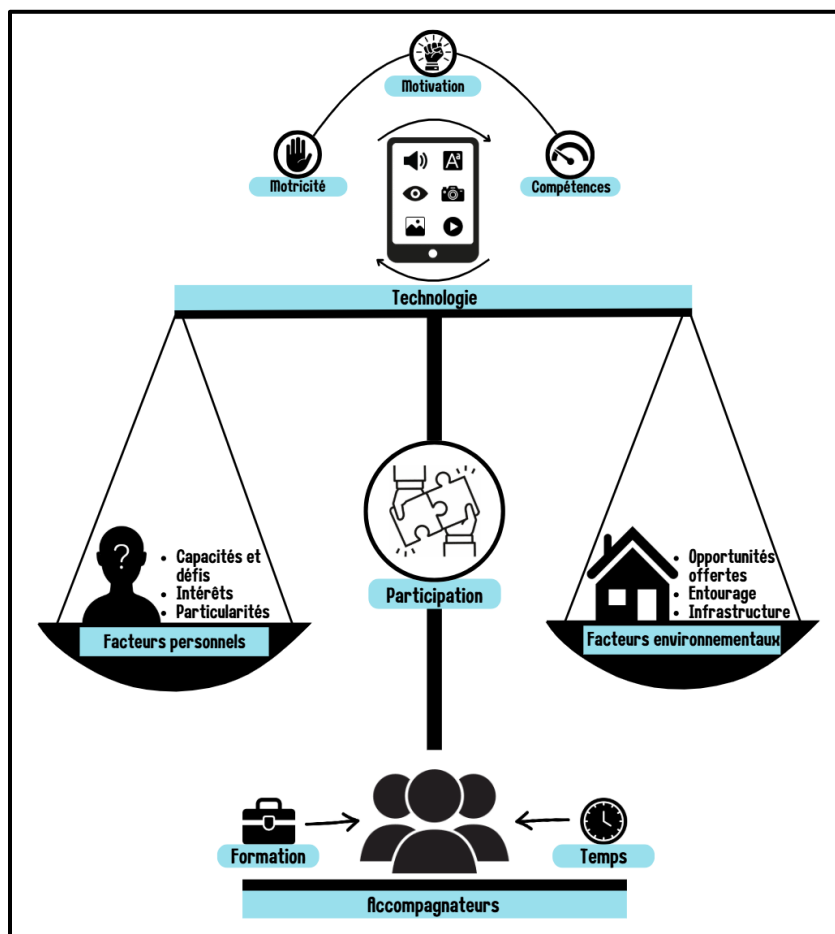 Motivation
Motricité
Compétences
Aª
Technologie
?
• Capacités et
défis
• Intérêts
• Particularités
Facteurs personnels
Participation
• Opportunités
offertes
• Entourage
• Infrastructure
Facteurs environnementaux
Formation
Temps
Accompagnateurs